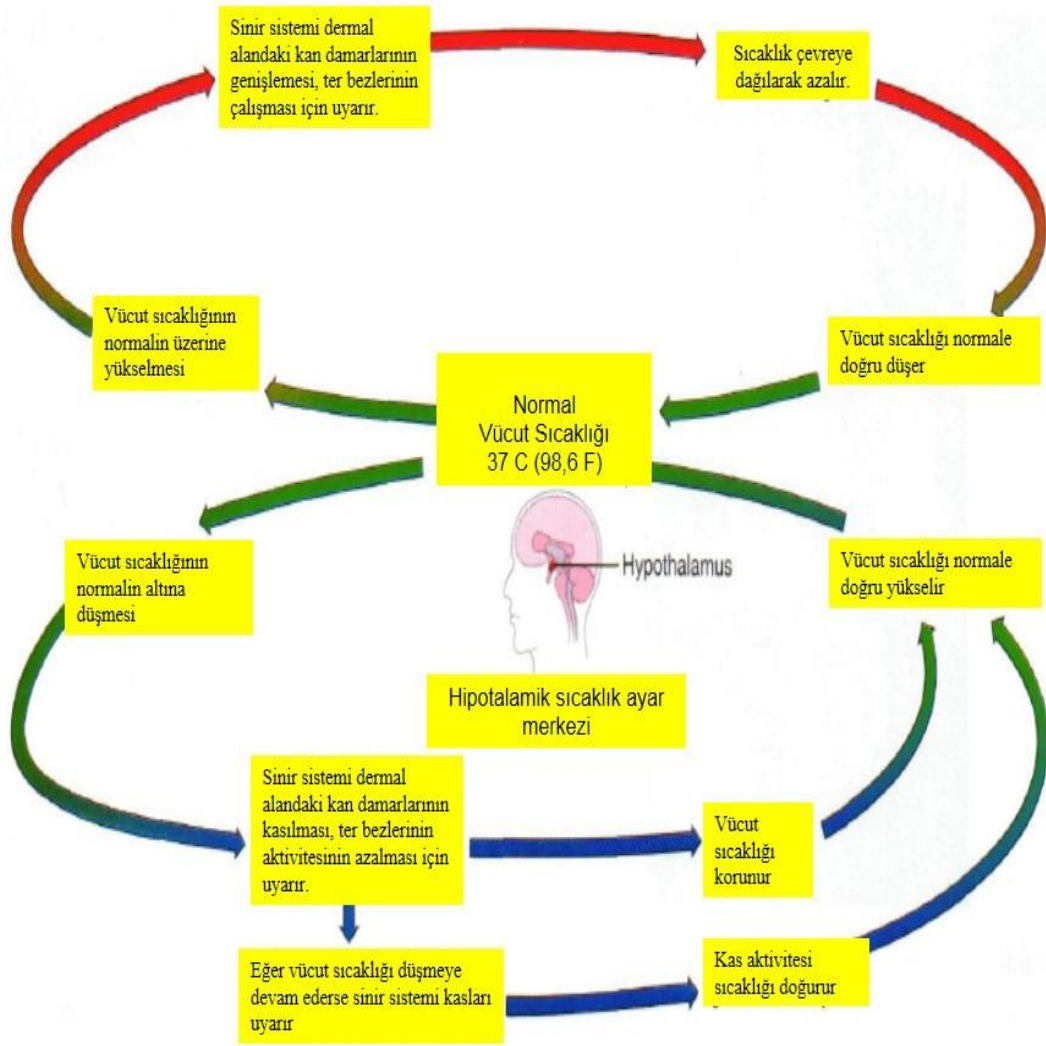 Sinir sistemi dermal
alandaki kan damarlarının
genişlemesi, ter bezlerinin
çalışması için uyarır.
Sıcaklık çevreye
dağılarak azalır.
Vücut sıcaklığının
normalin üzerine
yükselmesi
Vücut sıcaklığı normale
doğru düşer
Normal
Vücut Sıcaklığı
37 C (98,6 F)
Vücut sıcaklığının
normalin altına
düşmesi
Hypothalamus
Vücut sıcaklığı normale
doğru yükselir
Hipotalamik sıcaklık ayar
merkezi
Sinir sistemi dermal
alandaki kan damarlarının
kasılması, ter bezlerinin
aktivitesinin azalması için
uyarır.
Vücut
sıcaklığı
korunur
Eğer vücut sıcaklığı düşmeye
devam ederse sinir sistemi kasları
uyarır
Kas aktivitesi
sıcaklığı doğurur